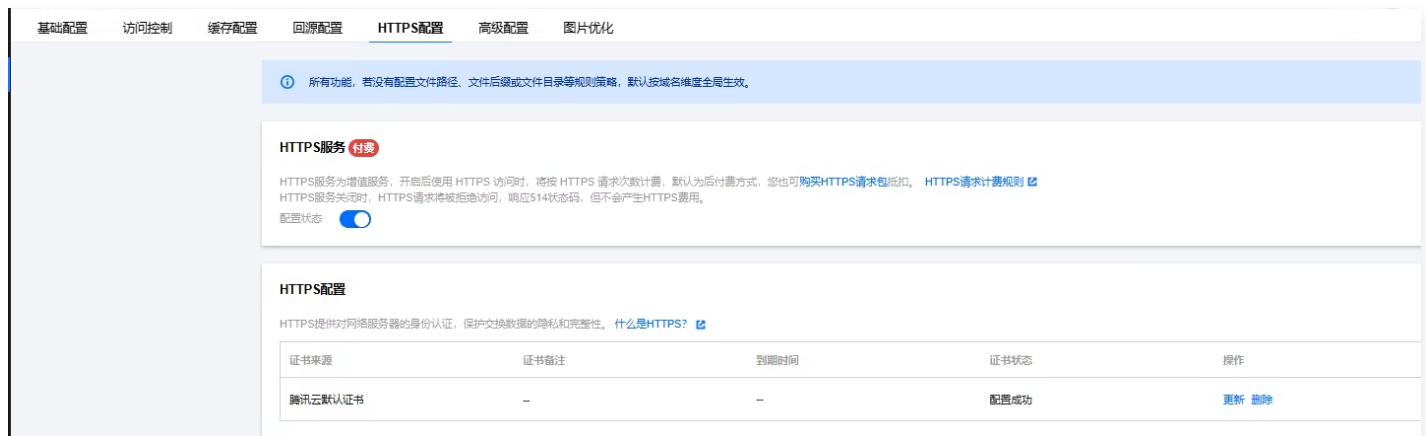 基础配置 访问控制 缓存配置 回源配置 HTTPS配置 高级配置 图片优化
所有功能，若没有配置文件路径、文件后缀或文件目录等规则策略，默认按域名维度全局生效。
HTTPS服务 付费
HTTPS服务为增值服务，开启后使用 HTTPS 访问时，将按 HTTPS 请求次数计费，默认为后付费方式，您也可购买HTTPS请求包抵扣。 HTTPS请求计费规则
HTTPS服务关闭时，HTTPS请求将被拒绝访问，响应514状态码，但不会产生HTTPS费用。
配置状态
HTTPS配置
HTTPS提供对网络服务器的身份认证，保护交换数据的隐私和完整性。 什么是HTTPS？
证书来源 证书备注 到期时间 证书状态 操作
腾讯云默认证书 -- -- 配置成功 更新 删除